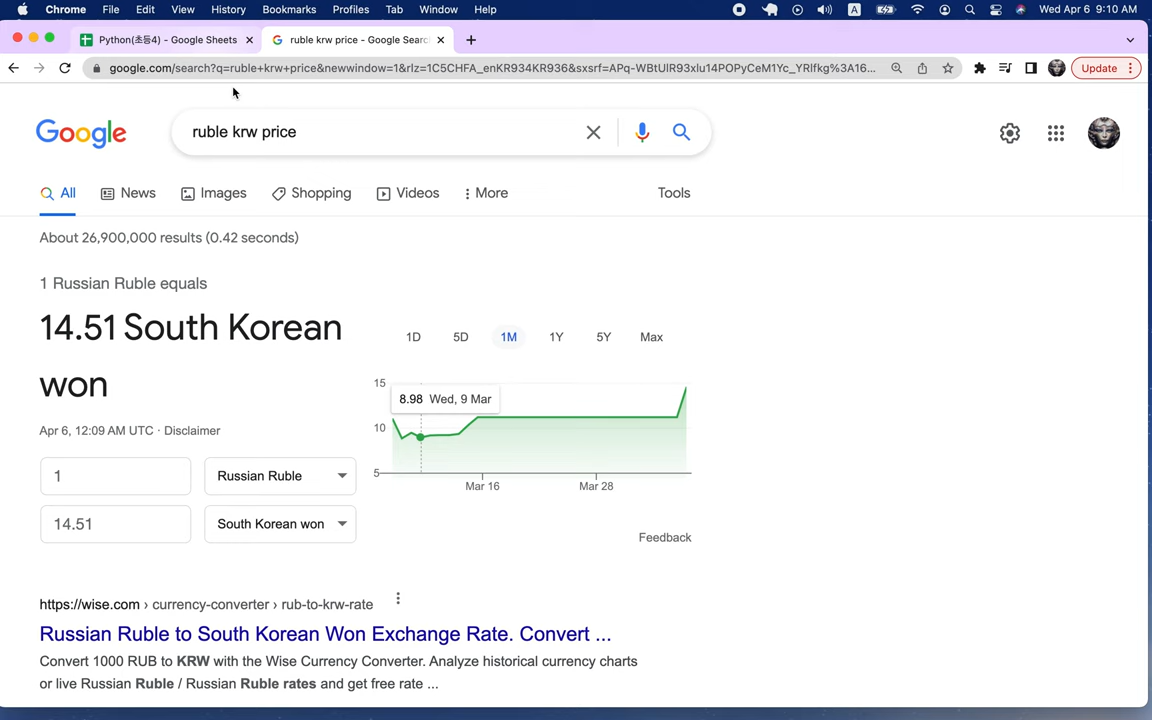 Chrome File Edit View History Bookmarks Profiles Tab Window Help A Wed Apr 6 9:10 AM
Python(초등4) - Google Sheets ruble krw price - Google Searc
google.com/search?q=ruble+krw+price&newwindow=1&rlz=1C5CHFA_enKR934KR936&sxsrf=APq-WBtUlR93xlu14POPyCeM1Yc_YRlfkg%3A16... Update
Google ruble krw price
All News Images Shopping Videos More Tools
About 26,900,000 results (0.42 seconds)
1 Russian Ruble equals
14.51 South Korean
won
Apr 6, 12:09 AM UTC · Disclaimer
1 Russian Ruble
14.51 South Korean won
1D 5D 1M 1Y 5Y Max
15
8.98 Wed, 9 Mar
10
5
Mar 16 Mar 28
Feedback
https://wise.com › currency-converter › rub-to-krw-rate
Russian Ruble to South Korean Won Exchange Rate. Convert ...
Convert 1000 RUB to KRW with the Wise Currency Converter. Analyze historical currency charts
or live Russian Ruble / Russian Ruble rates and get free rate ...